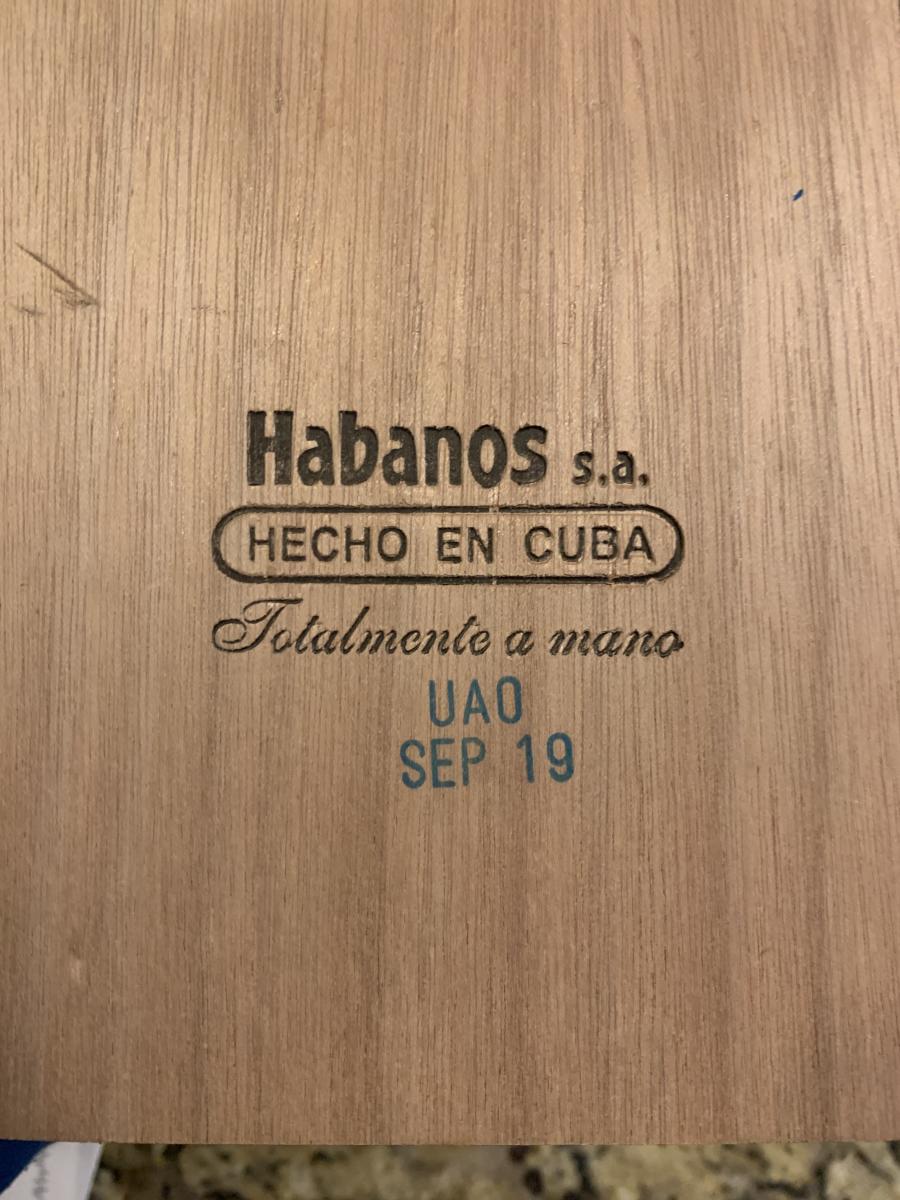 Habanos s.a.
HECHO EN CUBA
Totalmente a mano
UAO
SEP 19